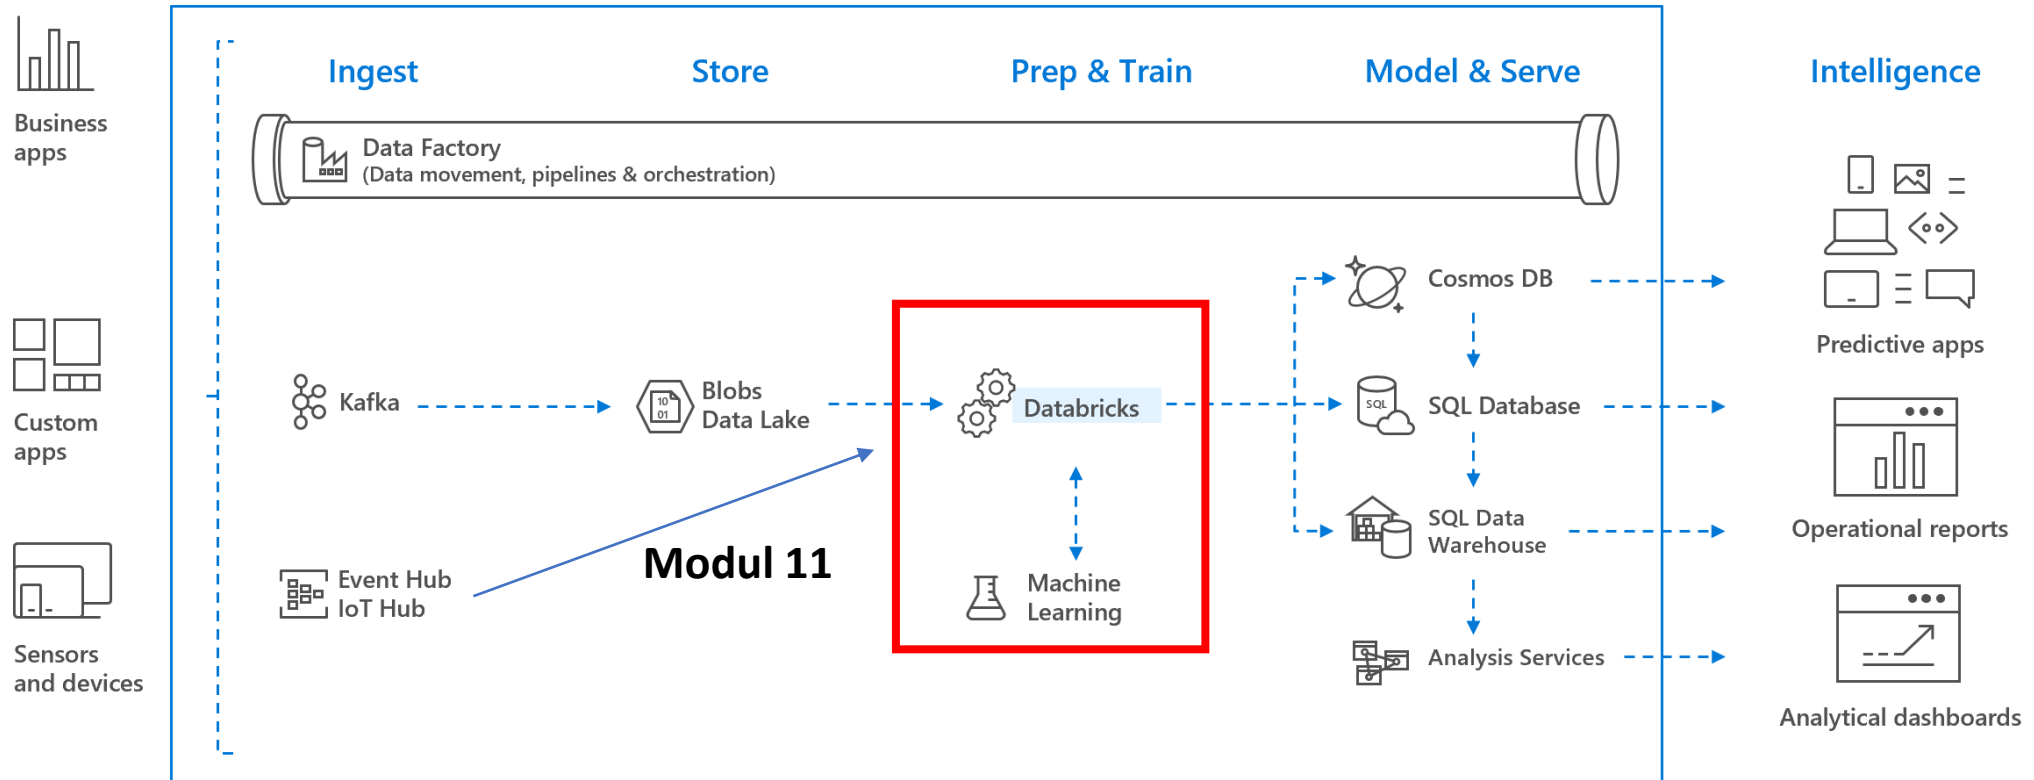 Ingest
Store
Prep & Train
Model & Serve
Intelligence
Business
apps
Data Factory
(Data movement, pipelines & orchestration)
Custom
apps
Sensors
and devices
Kafka
Event Hub
IoT Hub
10
01
Blobs
Data Lake
Modul 11
Databricks
Machine
Learning
Cosmos DB
SQL
SQL Database
SQL Data
Warehouse
Analysis Services
Predictive apps
Operational reports
Analytical dashboards